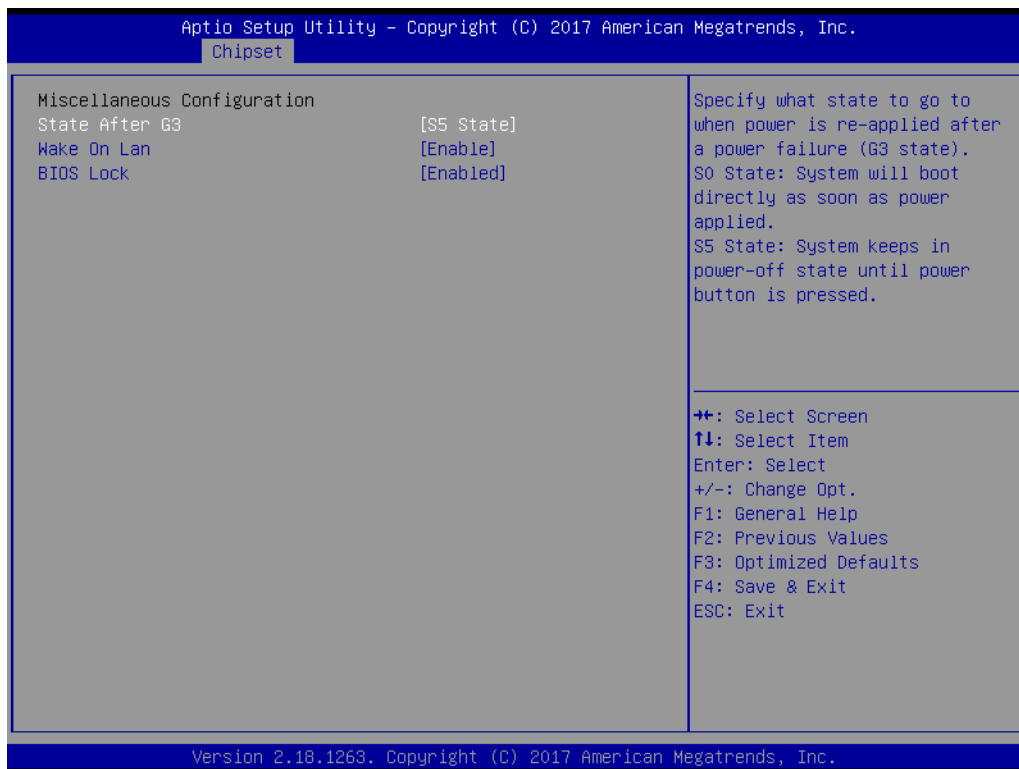 Aptio Setup Utility – Copyright (C) 2017 American Megatrends, Inc.
Chipset
Miscellaneous Configuration
State After G3 [S5 State]
Wake On Lan [Enable]
BIOS Lock [Enabled]
Specify what state to go to
when power is re-applied after
a power failure (G3 state).
S0 State: System will boot
directly as soon as power
applied.
S5 State: System keeps in
power-off state until power
button is pressed.
→←: Select Screen
↑↓: Select Item
Enter: Select
+/-: Change Opt.
F1: General Help
F2: Previous Values
F3: Optimized Defaults
F4: Save & Exit
ESC: Exit
Version 2.18.1263. Copyright (C) 2017 American Megatrends, Inc.